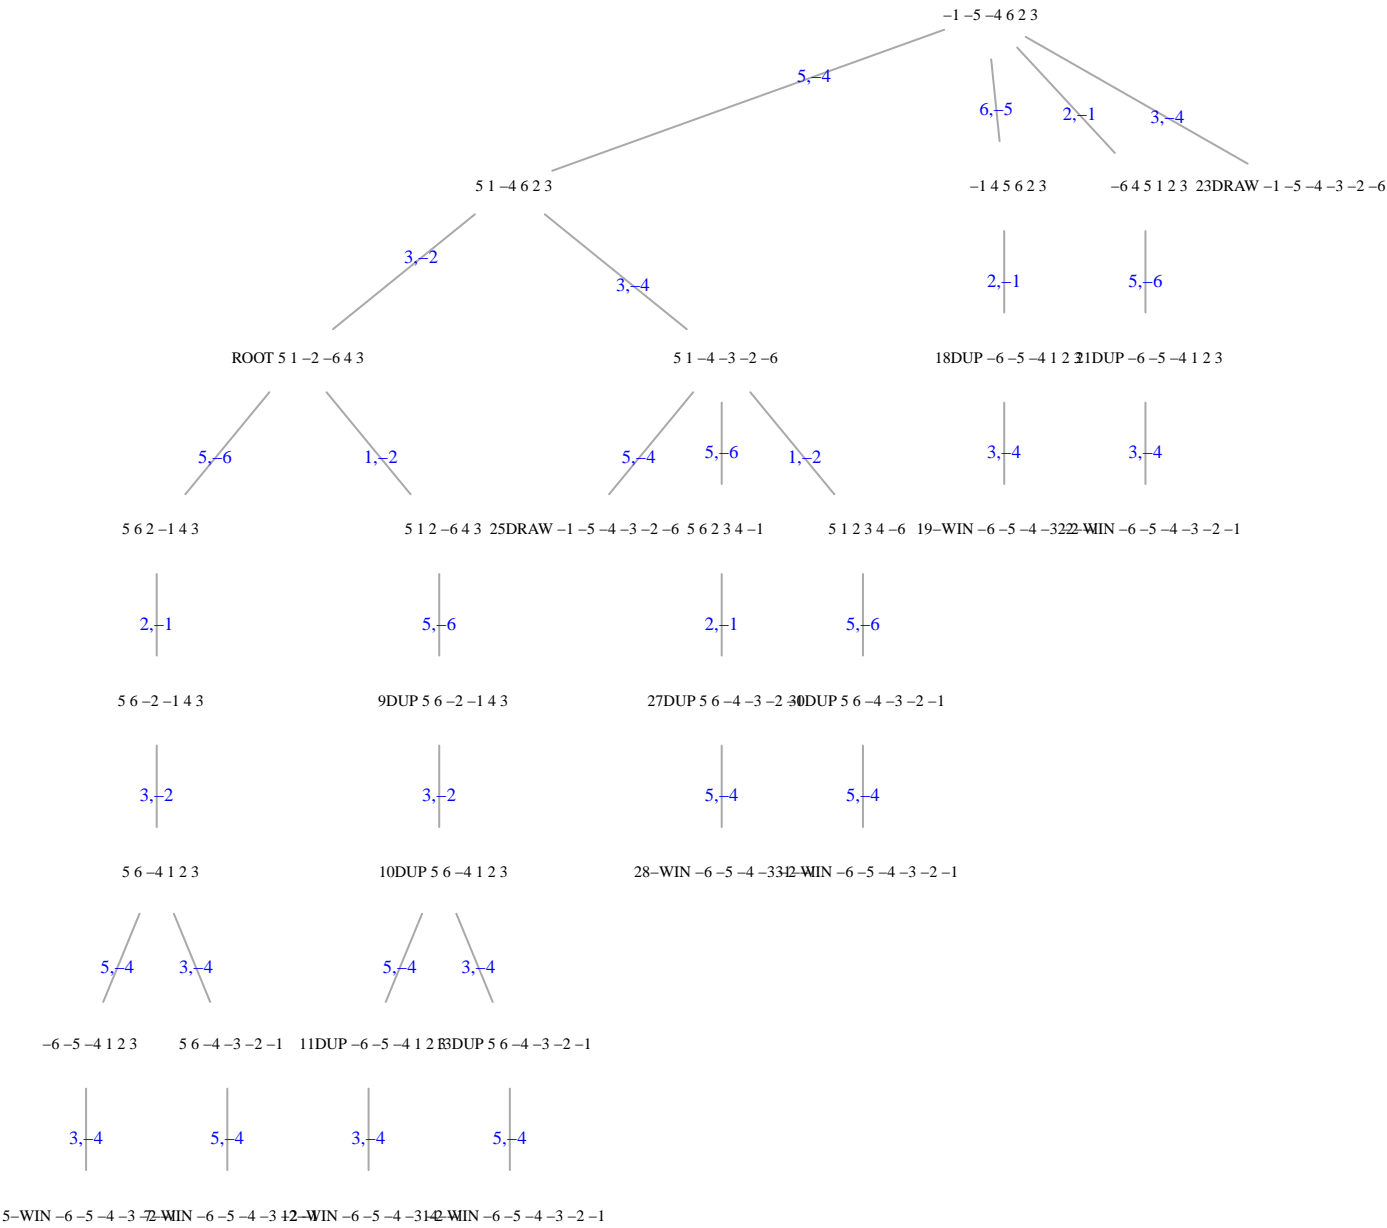 –1 –5 –4 6 2 3
5,–4
6,–5
2,–1
3,–4
5 1 –4 6 2 3
–1 4 5 6 2 3
–6 4 5 1 2 3
23DRAW –1 –5 –4 –3 –2 –6
3,–2
3,–4
2,–1
5,–6
ROOT 5 1 –2 –6 4 3
5 1 –4 –3 –2 –6
18DUP –6 –5 –4 1 2 3
21DUP –6 –5 –4 1 2 3
5,–6
1,–2
5,–4
5,–6
1,–2
3,–4
3,–4
5 6 2 –1 4 3
5 1 2 –6 4 3
25DRAW –1 –5 –4 –3 –2 –6
5 6 2 3 4 –1
5 1 2 3 4 –6
19–WIN –6 –5 –4 –3
22–WIN –6 –5 –4 –3 –2 –1
2,–1
5,–6
2,–1
5,–6
5 6 –2 –1 4 3
9DUP 5 6 –2 –1 4 3
27DUP 5 6 –4 –3 –2 –1
30DUP 5 6 –4 –3 –2 –1
3,–2
3,–2
5,–4
5,–4
5 6 –4 1 2 3
10DUP 5 6 –4 1 2 3
28–WIN –6 –5 –4 –3
31–WIN –6 –5 –4 –3 –2 –1
5,–4
3,–4
5,–4
3,–4
–6 –5 –4 1 2 3
5 6 –4 –3 –2 –1
11DUP –6 –5 –4 1 2 3
13DUP 5 6 –4 –3 –2 –1
3,–4
5,–4
3,–4
5,–4
5–WIN –6 –5 –4 –3
7–WIN –6 –5 –4 –3
12–WIN –6 –5 –4 –3
14–WIN –6 –5 –4 –3 –2 –1